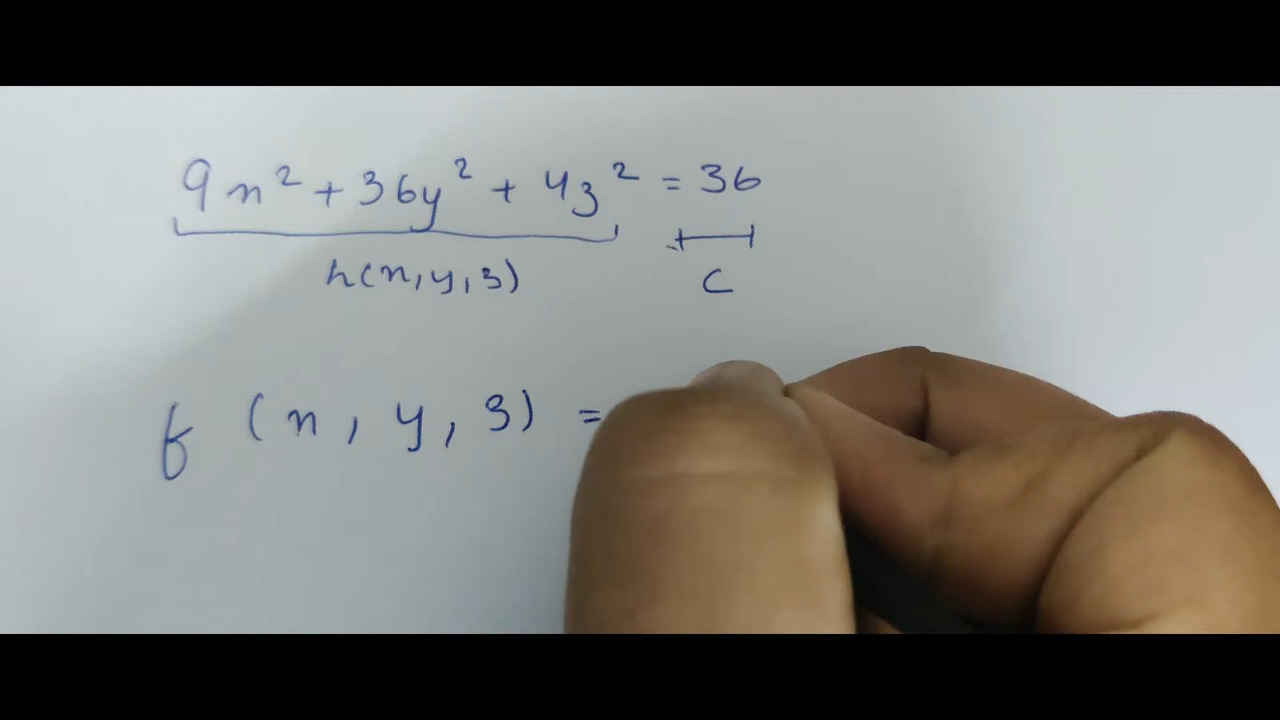 9x² + 36y² + 4z² = 36
h(x, y, z) C
f (x, y, z) =